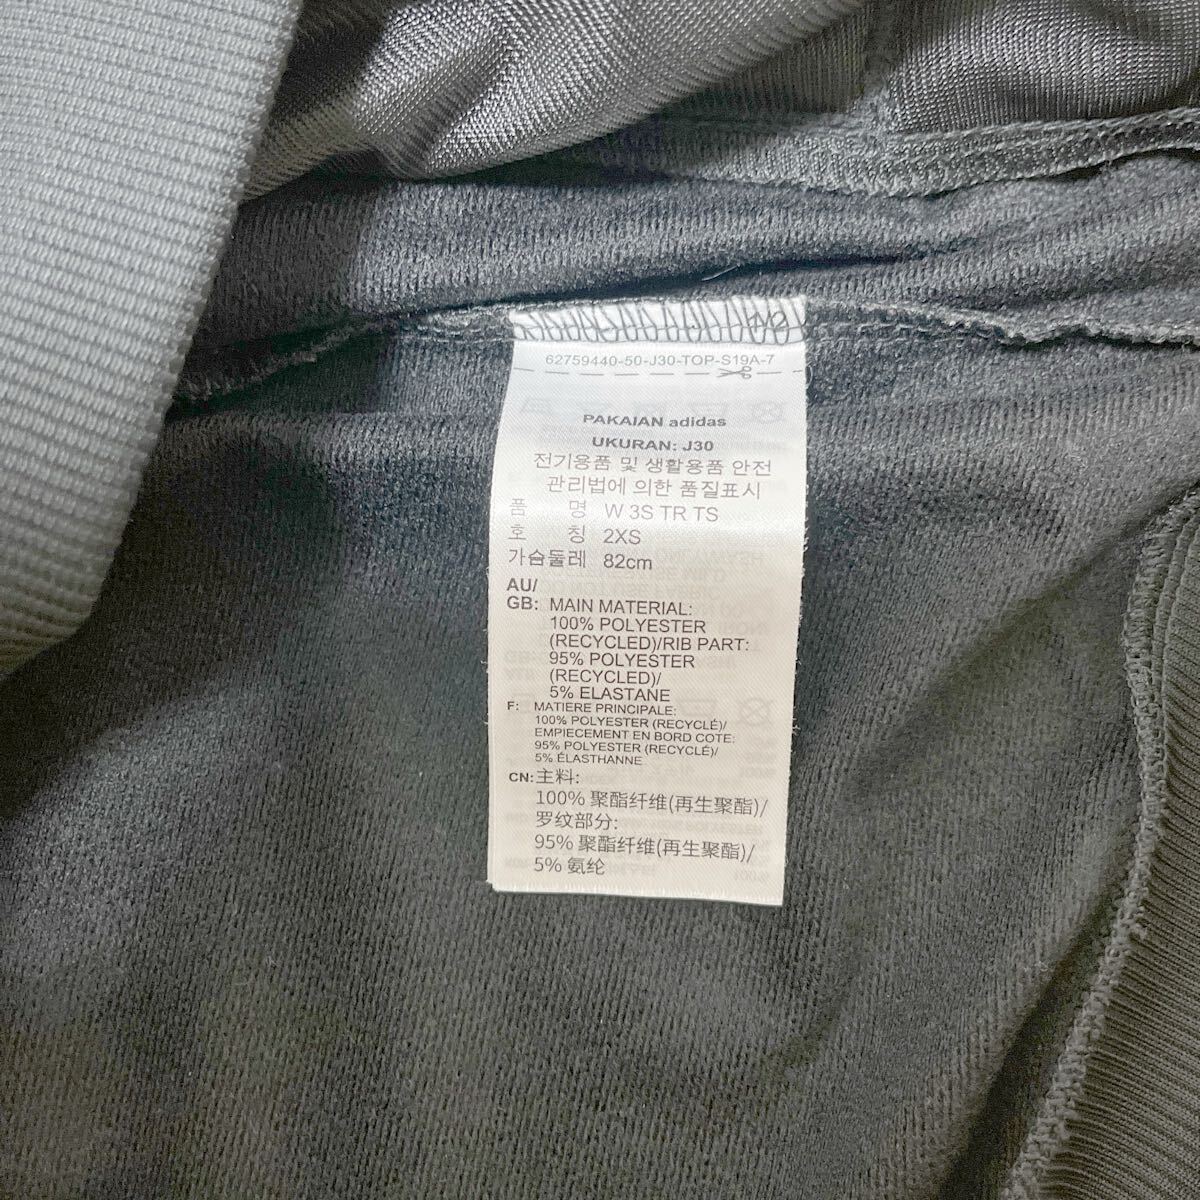 1/2
62759440-50-J30-TOP-S19A-7
PAKAIAN adidas
UKURAN: J30
전기용품 및 생활용품 안전
관리법에 의한 품질표시
품 명 W 3S TR TS
호 칭 2XS
가슴둘레 82cm
AU/
GB: MAIN MATERIAL:
100% POLYESTER
(RECYCLED)/RIB PART:
95% POLYESTER
(RECYCLED)/
5% ELASTANE
F: MATIERE PRINCIPALE:
100% POLYESTER (RECYCLÉ)/
EMPIECEMENT EN BORD COTE:
95% POLYESTER (RECYCLÉ)/
5% ÉLASTHANNE
CN: 主料:
100% 聚酯纤维(再生聚酯)/
罗纹部分:
95% 聚酯纤维(再生聚酯)/
5% 氨纶